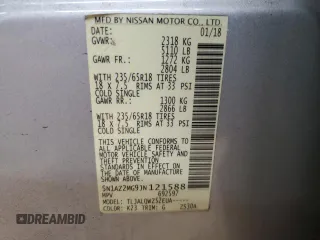 MFD BY NISSAN MOTOR CO., LTD.
DATE: 01/18
GVWR: 2318 KG
5110 LB
GAWR FR.: 1272 KG
2804 LB
WITH 235/65R18 TIRES
18 X 7.5 RIMS AT 33 PSI
COLD SINGLE
GAWR RR.: 1300 KG
2866 LB
WITH 235/65R18 TIRES
18 X 7.5 RIMS AT 33 PSI
COLD SINGLE
THIS VEHICLE CONFORMS TO ALL
APPLICABLE FEDERAL MOTOR
VEHICLE SAFETY AND THEFT
PREVENTION STANDARDS IN
EFFECT ON THE DATE OF
MANUFACTURE SHOWN ABOVE.
5N1AZ2MG9JN121588
MPV 692597
MODEL:
COLOR: K23 TRIM: G 2530A